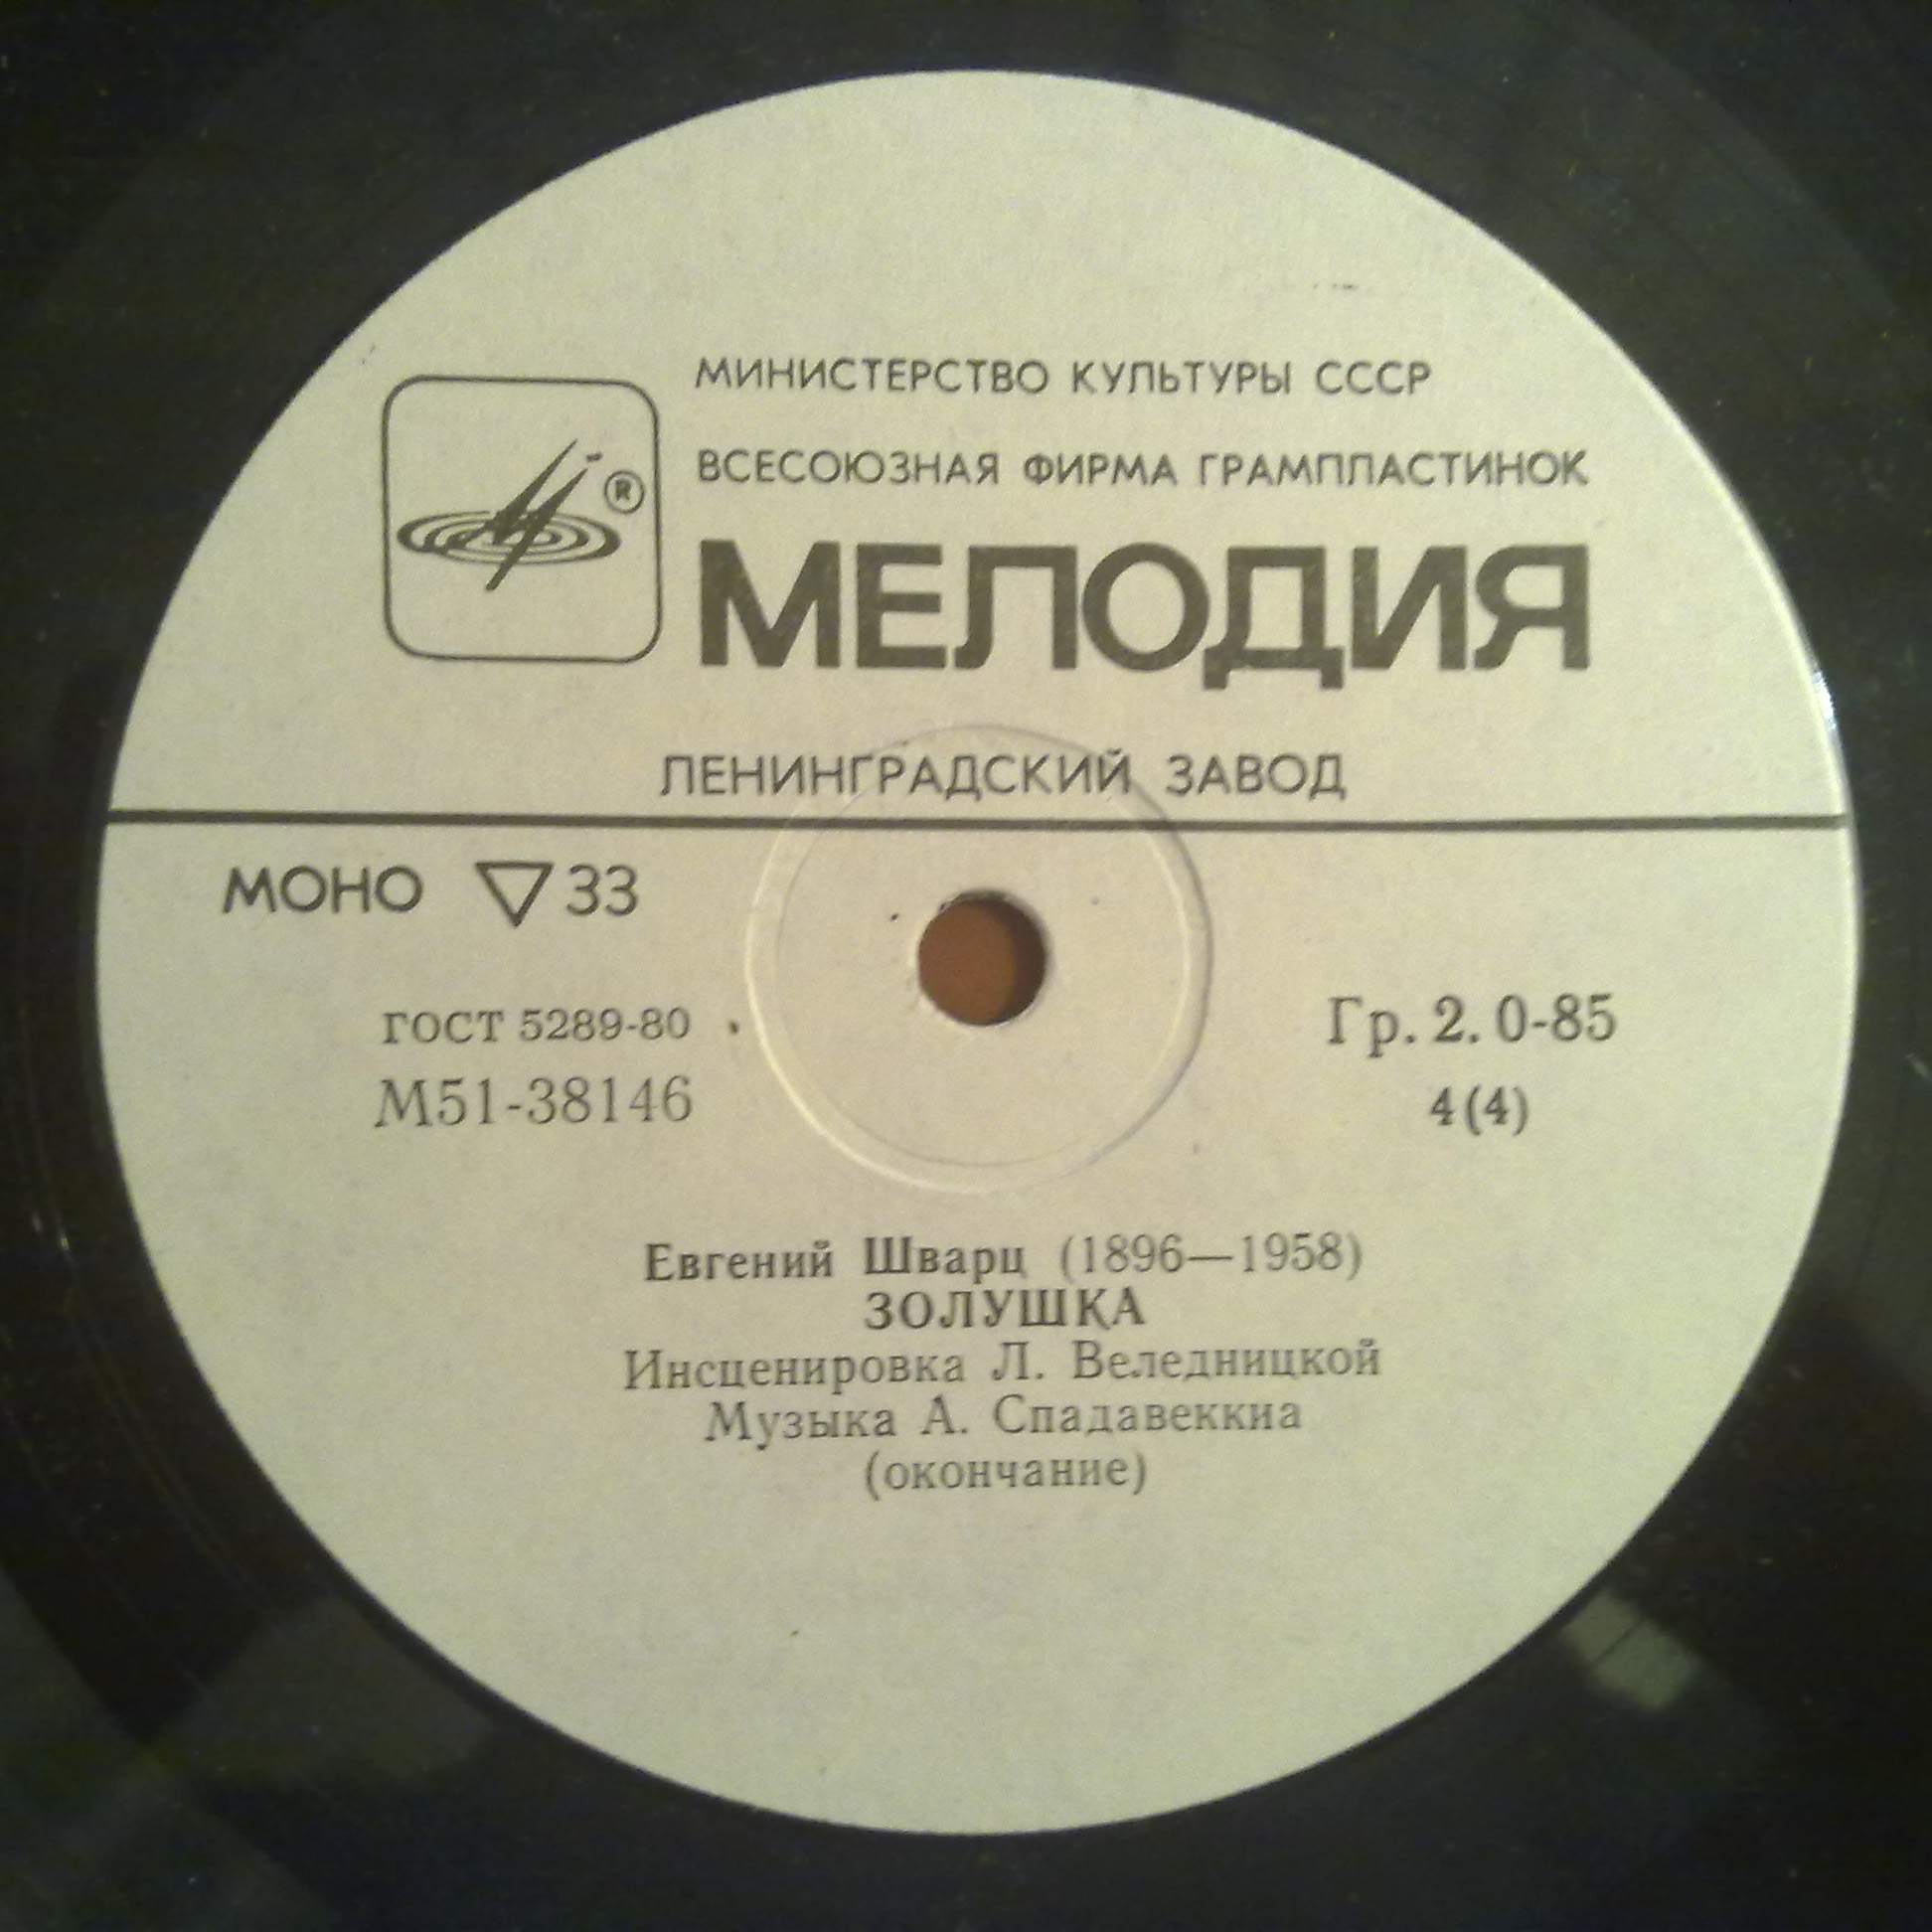 МИНИСТЕРСТВО КУЛЬТУРЫ СССР
ВСЕСОЮЗНАЯ ФИРМА ГРАМПЛАСТИНОК
®
МЕЛОДИЯ
ЛЕНИНГРАДСКИЙ ЗАВОД
МОНО ▽ 33
ГОСТ 5289-80
М51-38146
Гр. 2. 0-85
4(4)
Евгений Шварц (1896—1958)
ЗОЛУШКА
Инсценировка Л. Веледницкой
Музыка А. Спадавеккиа
(окончание)